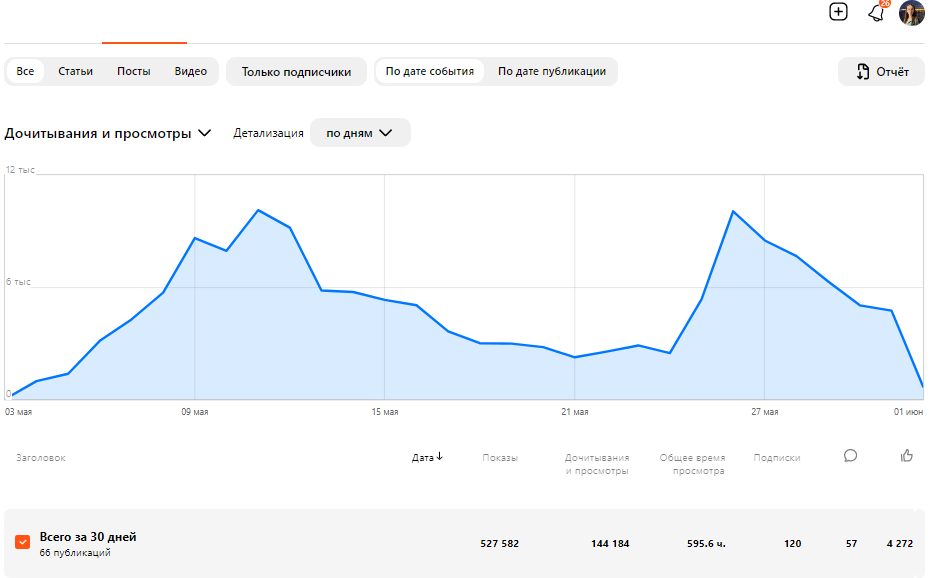 26
Все Статьи Посты Видео Только подписчики По дате события По дате публикации Отчёт
Дочитывания и просмотры Детализация по дням
12 тыс
6 тыс
0
03 мая 09 мая 15 мая 21 мая 27 мая 01 июн
Заголовок Дата↓ Показы Дочитывания Общее время Подписки
и просмотры просмотра
Всего за 30 дней
66 публикаций
527 582 144 184 595.6 ч. 120 57 4 272